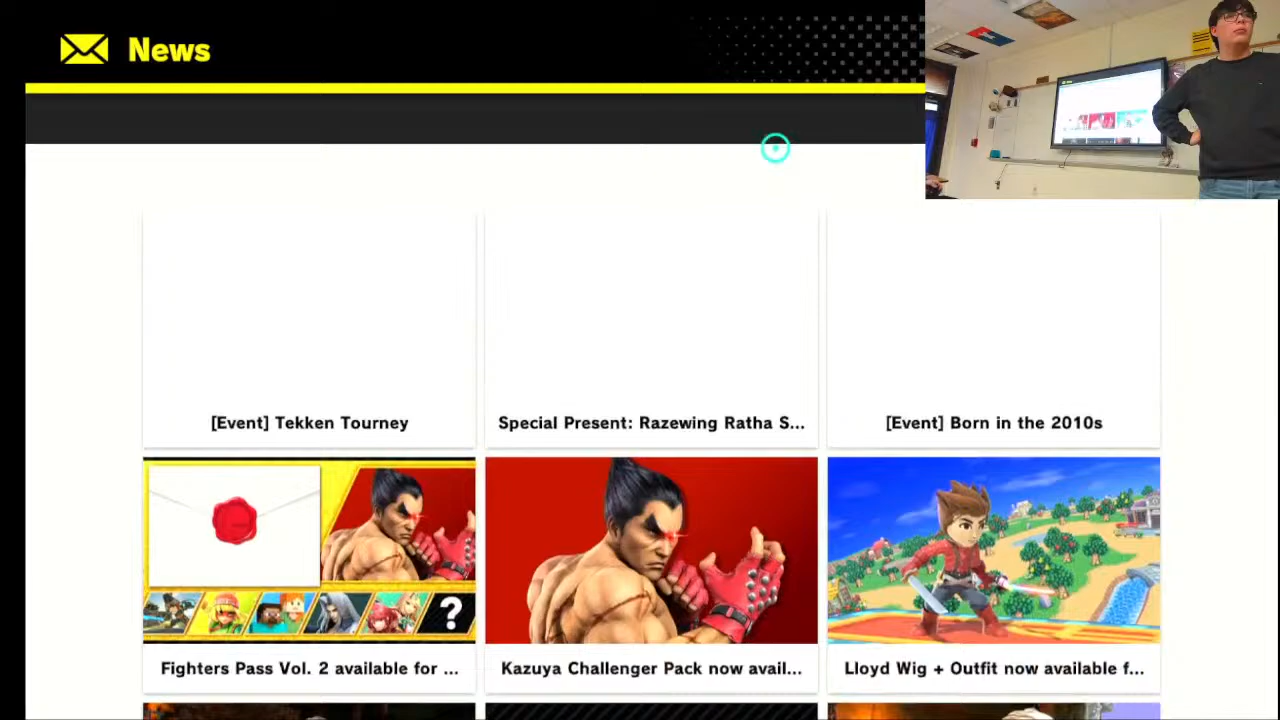 News
[Event] Tekken Tourney
Special Present: Razewing Ratha S...
[Event] Born in the 2010s
?
Fighters Pass Vol. 2 available for ...
Kazuya Challenger Pack now avail...
Lloyd Wig + Outfit now available f...